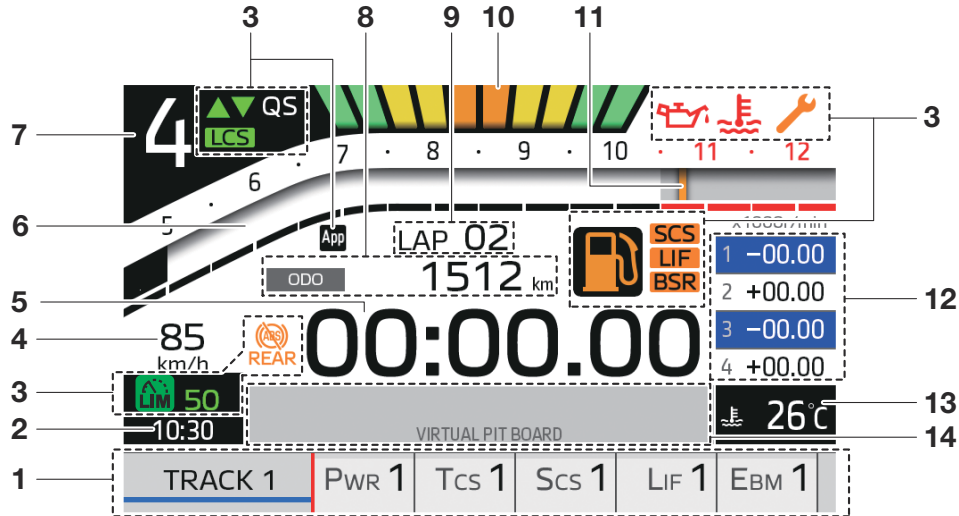 3 8 9 10 11
7 4 QS 3
LCS
5 · 6 · 7 · 8 · 9 · 10 · 11 · 12
6 App LAP 02 SCS
LIF
BSR
ODO 1512 km
1 -00.00
2 +00.00
3 -00.00
4 +00.00
12
5 00:00.00
4 85
km/h
ABS
REAR
3 LIM 50
2 10:30
VIRTUAL PIT BOARD
26°C 13
14
1 TRACK 1 PWR 1 TCS 1 SCS 1 LIF 1 EBM 1